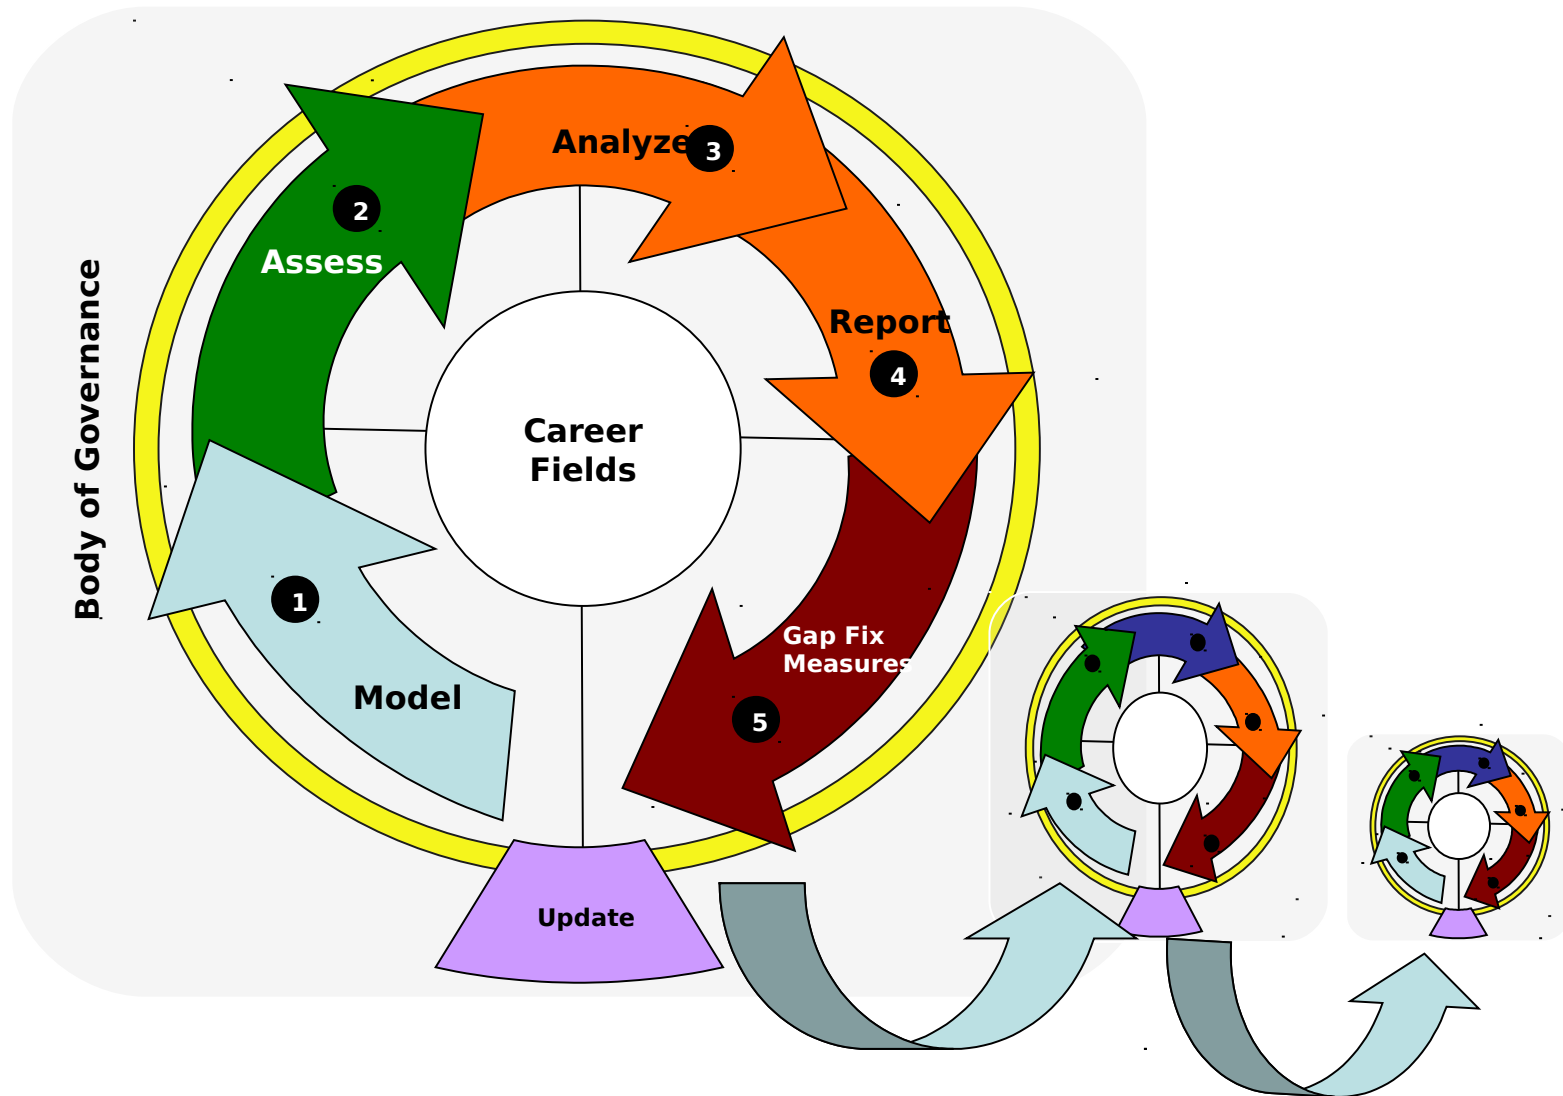 Body of Governance
Analyze
3
2
Assess
Report
4
Career
Fields
1
Model
Gap Fix
Measures
5
Update